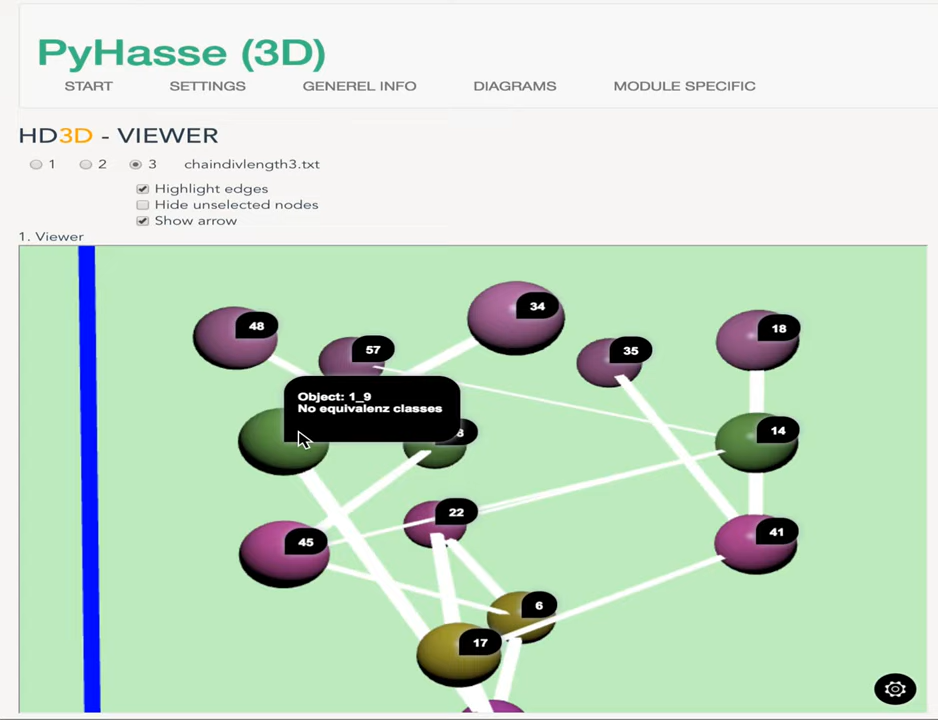 PyHasse (3D)
START SETTINGS GENEREL INFO DIAGRAMS MODULE SPECIFIC
HD3D - VIEWER
1 2 3 chaindivlength3.txt
Highlight edges
Hide unselected nodes
Show arrow
1. Viewer
34
48
18
57
35
Object: 1_9
No equivalenz classes
14
22
41
45
6
17